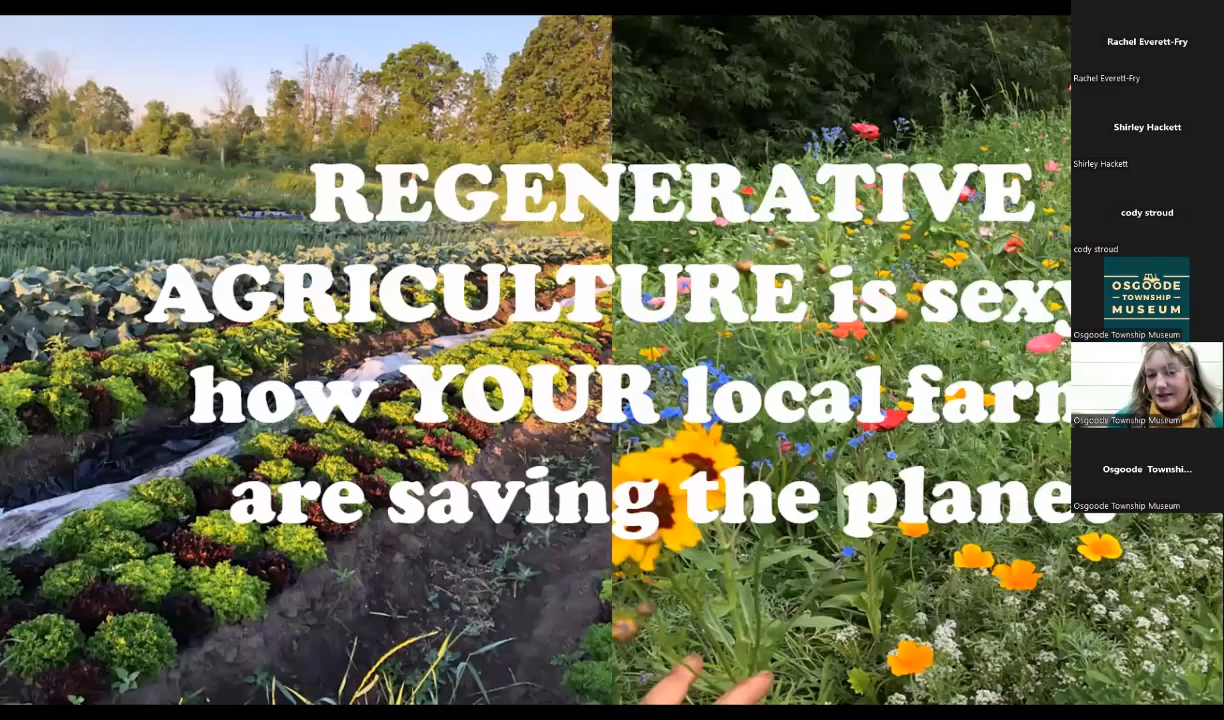 REGENERATIVE
AGRICULTURE is sexy
how YOUR local farm
are saving the planet
Rachel Everett-Fry
Rachel Everett-Fry
Shirley Hackett
Shirley Hackett
cody stroud
cody stroud
OSGOODE
TOWNSHIP
MUSEUM
Osgoode Township Museum
Osgoode Township Museum
Osgoode Townshi...
Osgoode Township Museum